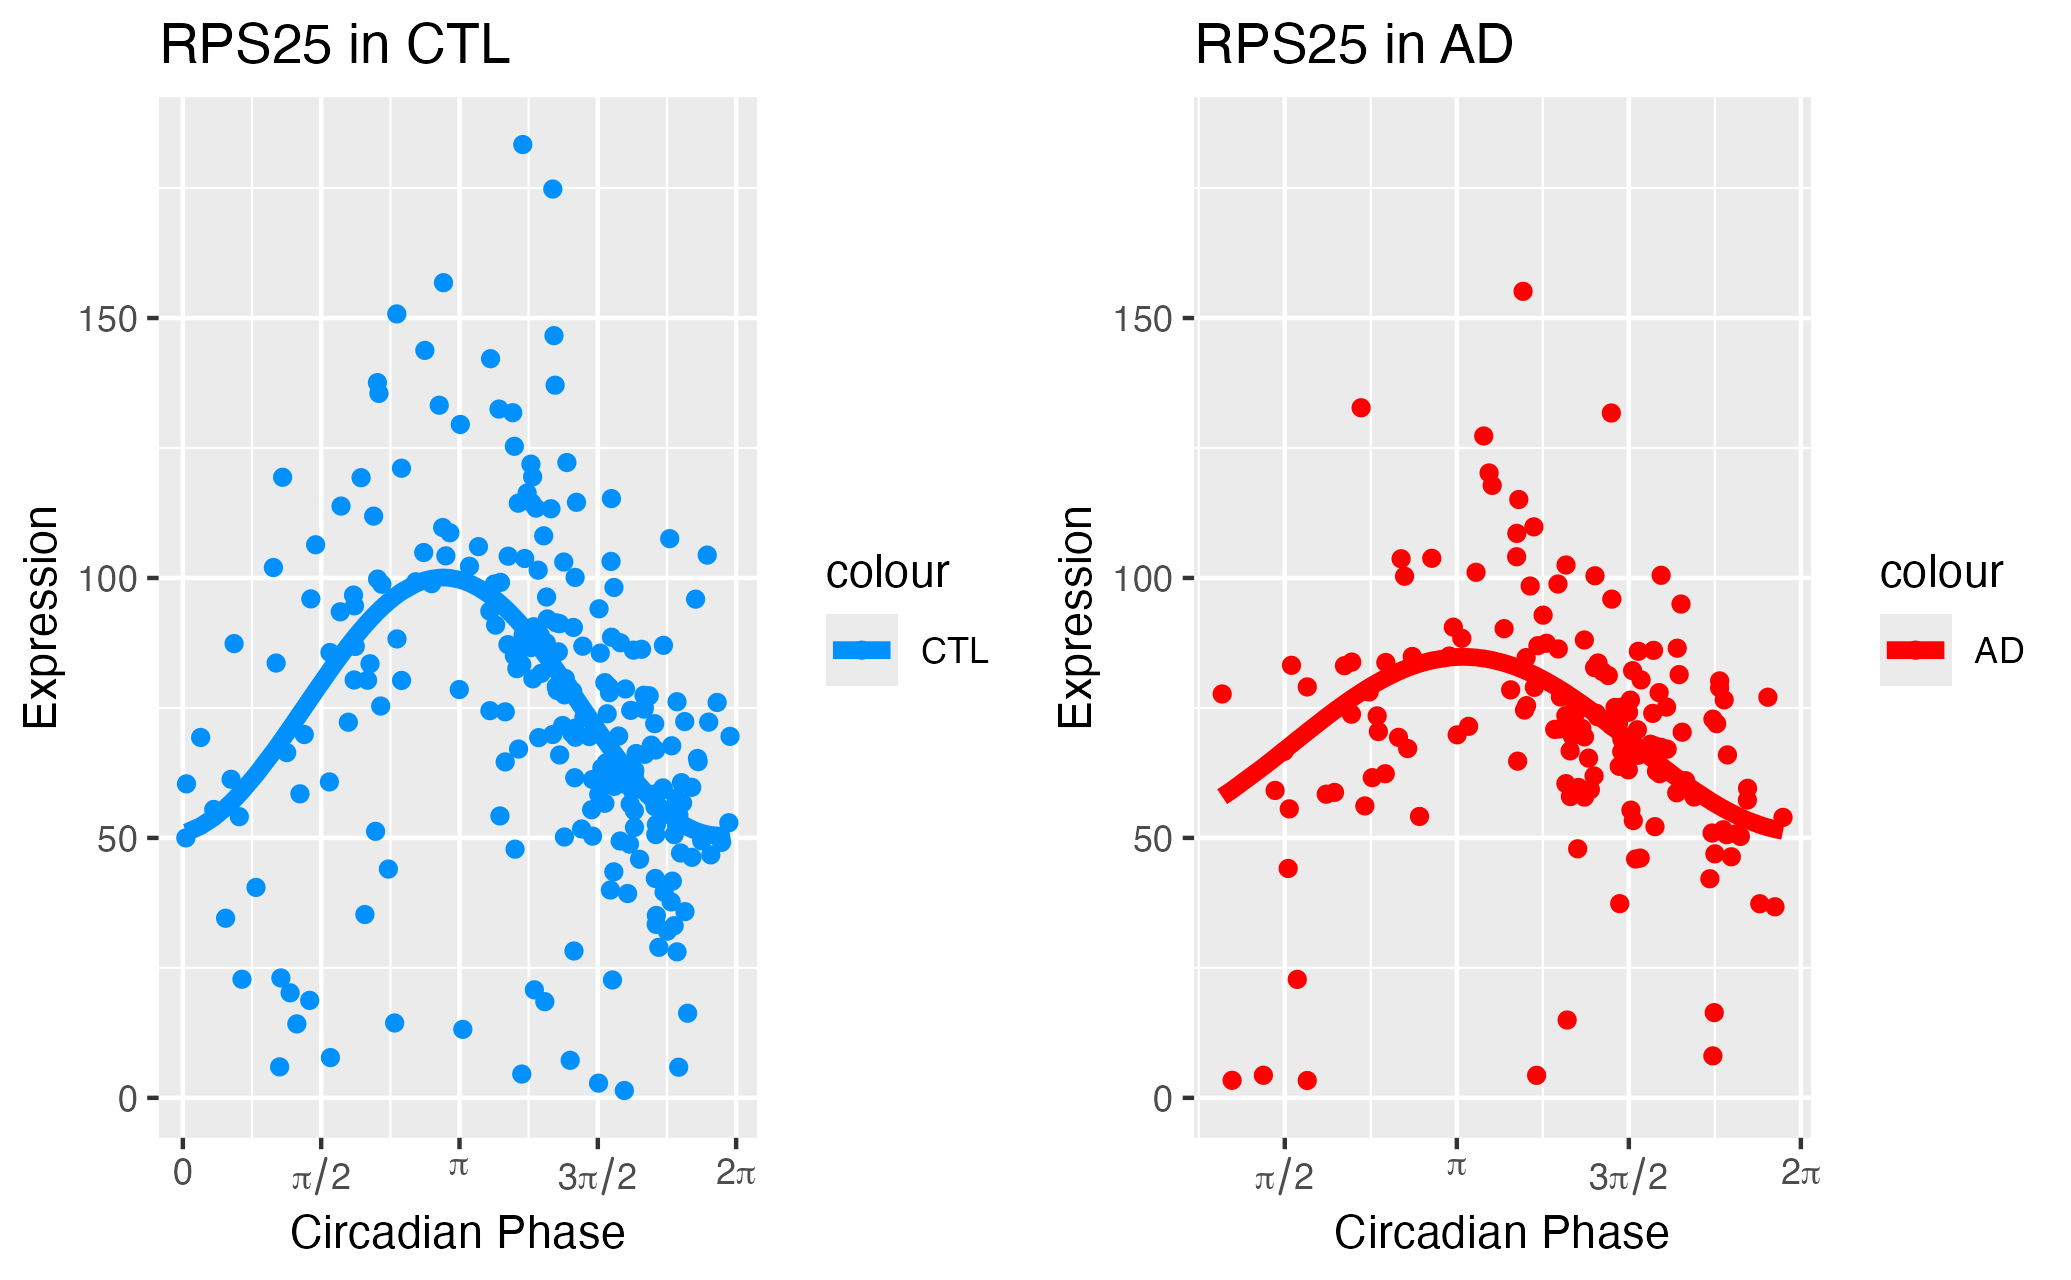 RPS25 in CTL
Expression
150
100
50
0
0 π/2 π 3π/2 2π
Circadian Phase
colour
CTL
RPS25 in AD
Expression
150
100
50
0
π/2 π 3π/2 2π
Circadian Phase
colour
AD